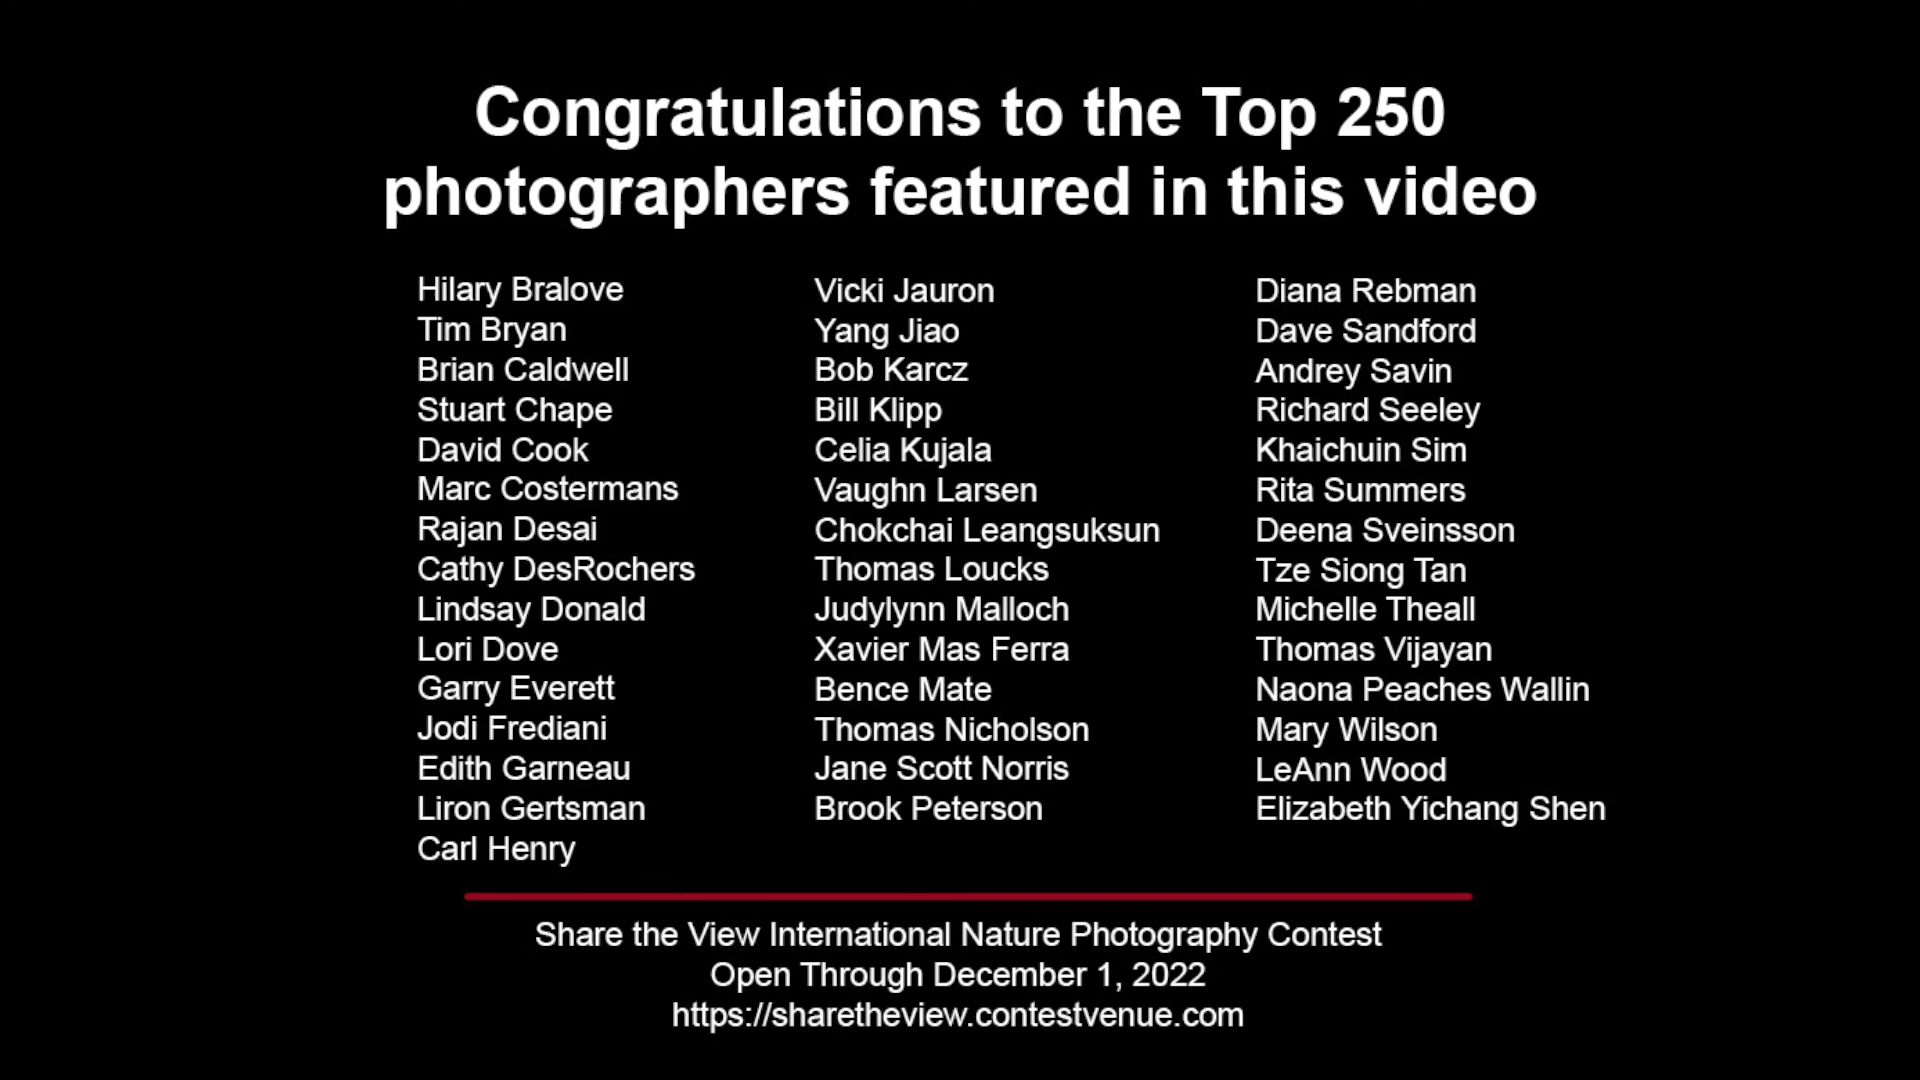 Congratulations to the Top 250
photographers featured in this video
Hilary Bralove
Tim Bryan
Brian Caldwell
Stuart Chape
David Cook
Marc Costermans
Rajan Desai
Cathy DesRochers
Lindsay Donald
Lori Dove
Garry Everett
Jodi Frediani
Edith Garneau
Liron Gertsman
Carl Henry
Vicki Jauron
Yang Jiao
Bob Karcz
Bill Klipp
Celia Kujala
Vaughn Larsen
Chokchai Leangsuksun
Thomas Loucks
Judylynn Malloch
Xavier Mas Ferra
Bence Mate
Thomas Nicholson
Jane Scott Norris
Brook Peterson
Diana Rebman
Dave Sandford
Andrey Savin
Richard Seeley
Khaichuin Sim
Rita Summers
Deena Sveinsson
Tze Siong Tan
Michelle Theall
Thomas Vijayan
Naona Peaches Wallin
Mary Wilson
LeAnn Wood
Elizabeth Yichang Shen
Share the View International Nature Photography Contest
Open Through December 1, 2022
https://sharetheview.contestvenue.com